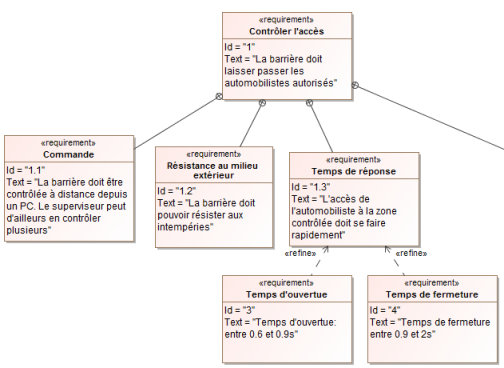 «requirement»
Contrôler l'accès
Id = "1"
Text = "La barrière doit
laisser passer les
automobilistes autorisés"
«requirement»
Commande
Id = "1.1"
Text = "La barrière doit être
contrôlée à distance depuis
un PC. Le superviseur peut
d'ailleurs en contrôler
plusieurs"
«requirement»
Résistance au milieu
extérieur
Id = "1.2"
Text = "La barrière doit
pouvoir résister aux
intempéries"
«requirement»
Temps de réponse
Id = "1.3"
Text = "L'accès de
l'automobiliste à la zone
contrôlée doit se faire
rapidement"
«refine»
«refine»
«requirement»
Temps d'ouvertue
Id = "3"
Text = "Temps d'ouvertue:
entre 0.6 et 0.9s"
«requirement»
Temps de fermeture
Id = "4"
Text = "Temps de fermeture
entre 0.9 et 2s"